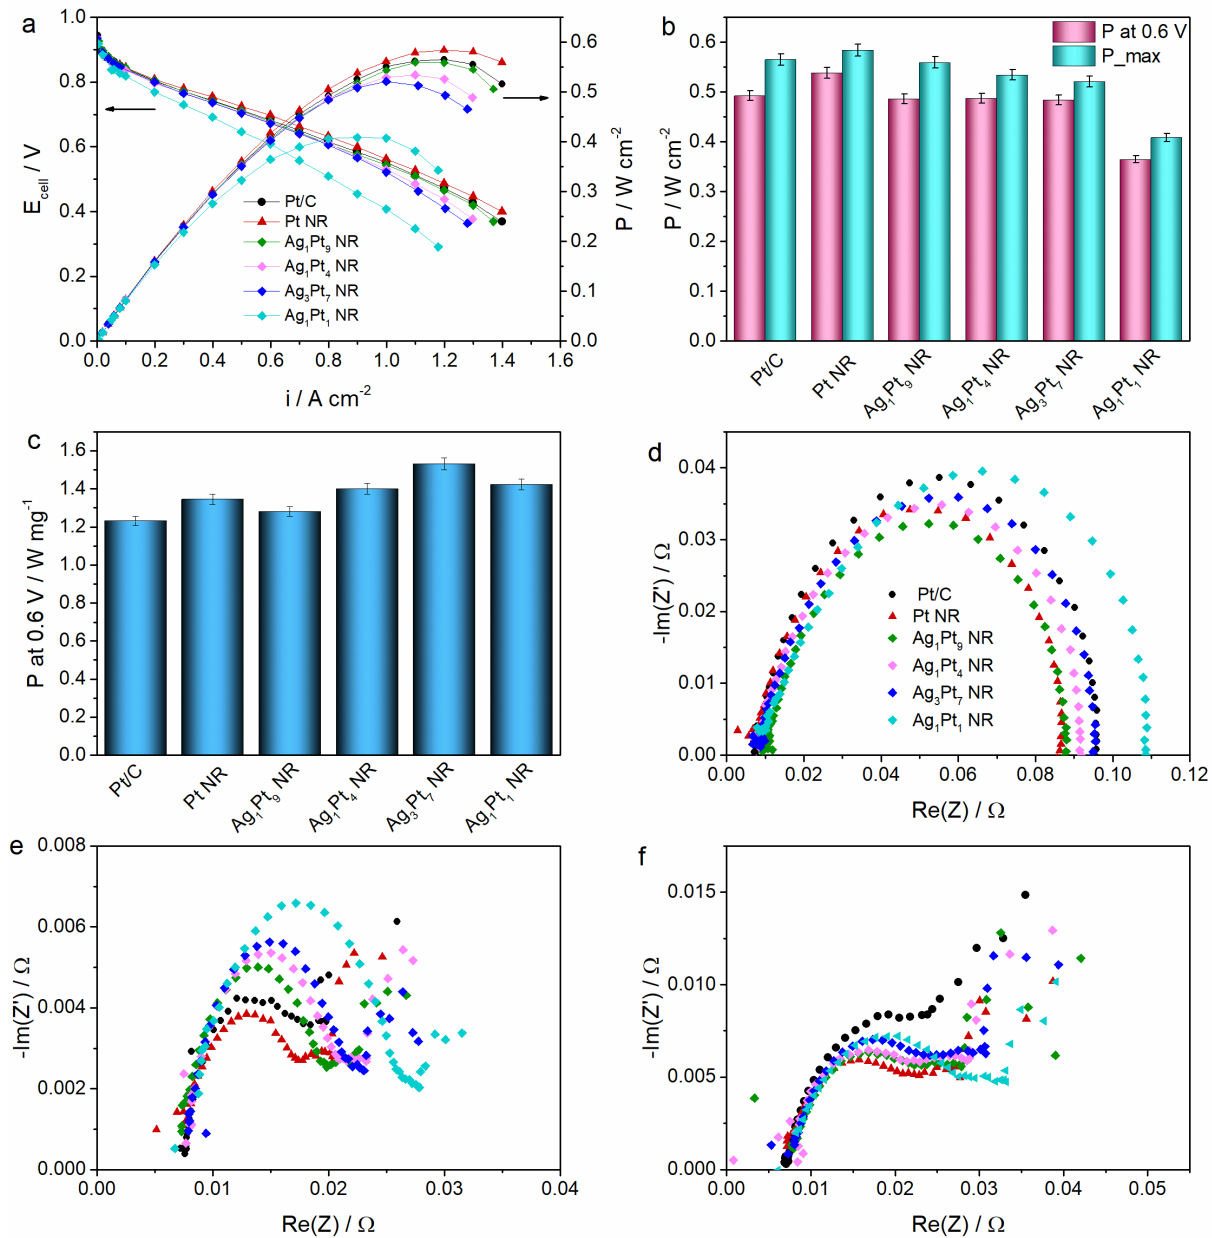 a
E_cell / V
1.0
0.8
0.6
0.4
0.2
0.0
0.0 0.2 0.4 0.6 0.8 1.0 1.2 1.4 1.6
i / A cm⁻²
0.6
0.5
0.4
0.3
0.2
0.1
0.0
P / W cm⁻²
Pt/C
Pt NR
Ag₁Pt₉ NR
Ag₁Pt₄ NR
Ag₃Pt₇ NR
Ag₁Pt₁ NR
b
P at 0.6 V
P_max
P / W cm⁻²
0.6
0.5
0.4
0.3
0.2
0.1
0.0
Pt/C
Pt NR
Ag₁Pt₉ NR
Ag₁Pt₄ NR
Ag₃Pt₇ NR
Ag₁Pt₁ NR
c
P at 0.6 V / W mg⁻¹
1.6
1.4
1.2
1.0
0.8
0.6
0.4
0.2
0.0
Pt/C
Pt NR
Ag₁Pt₉ NR
Ag₁Pt₄ NR
Ag₃Pt₇ NR
Ag₁Pt₁ NR
d
-Im(Z') / Ω
0.04
0.03
0.02
0.01
0.00
0.00 0.02 0.04 0.06 0.08 0.10 0.12
Re(Z) / Ω
Pt/C
Pt NR
Ag₁Pt₉ NR
Ag₁Pt₄ NR
Ag₃Pt₇ NR
Ag₁Pt₁ NR
e
-Im(Z') / Ω
0.008
0.006
0.004
0.002
0.000
0.00 0.01 0.02 0.03 0.04
Re(Z) / Ω
f
-Im(Z') / Ω
0.015
0.010
0.005
0.000
0.00 0.01 0.02 0.03 0.04 0.05
Re(Z) / Ω